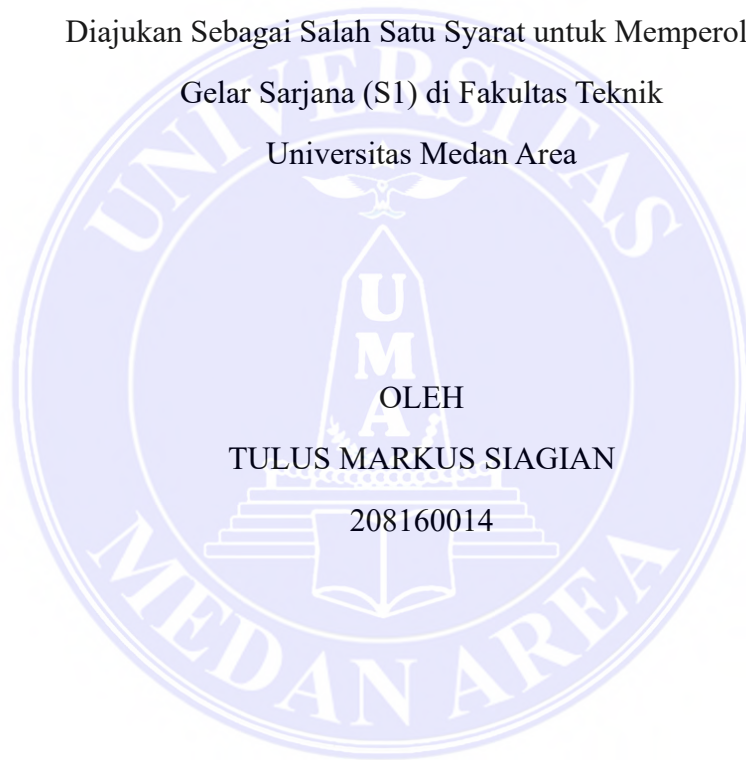 Diajukan Sebagai Salah Satu Syarat untuk Memperol
Gelar Sarjana (S1) di Fakultas Teknik
Universitas Medan Area
UNIVERSITAS
U
M
A
OLEH
TULUS MARKUS SIAGIAN
208160014
MEDAN AREA